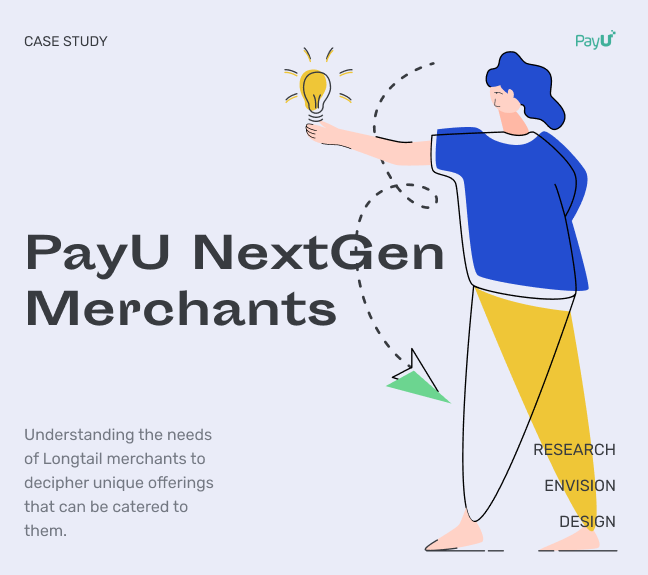 CASE STUDY
PayU
PayU NextGen
Merchants
Understanding the needs
of Longtail merchants to
decipher unique offerings
that can be catered to
them.
RESEARCH
ENVISION
DESIGN